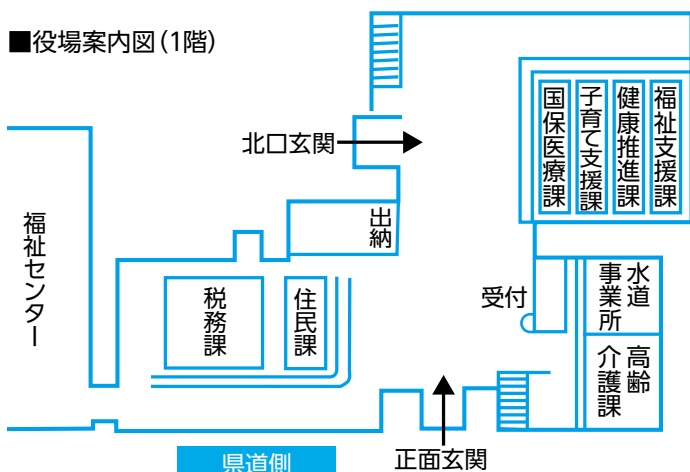 ■役場案内図(1階)
北口玄関
国保医療課
子育て支援課
健康推進課
福祉支援課
出納
福祉センター
税務課
住民課
受付
水道
事業所
高齢
介護課
県道側
正面玄関